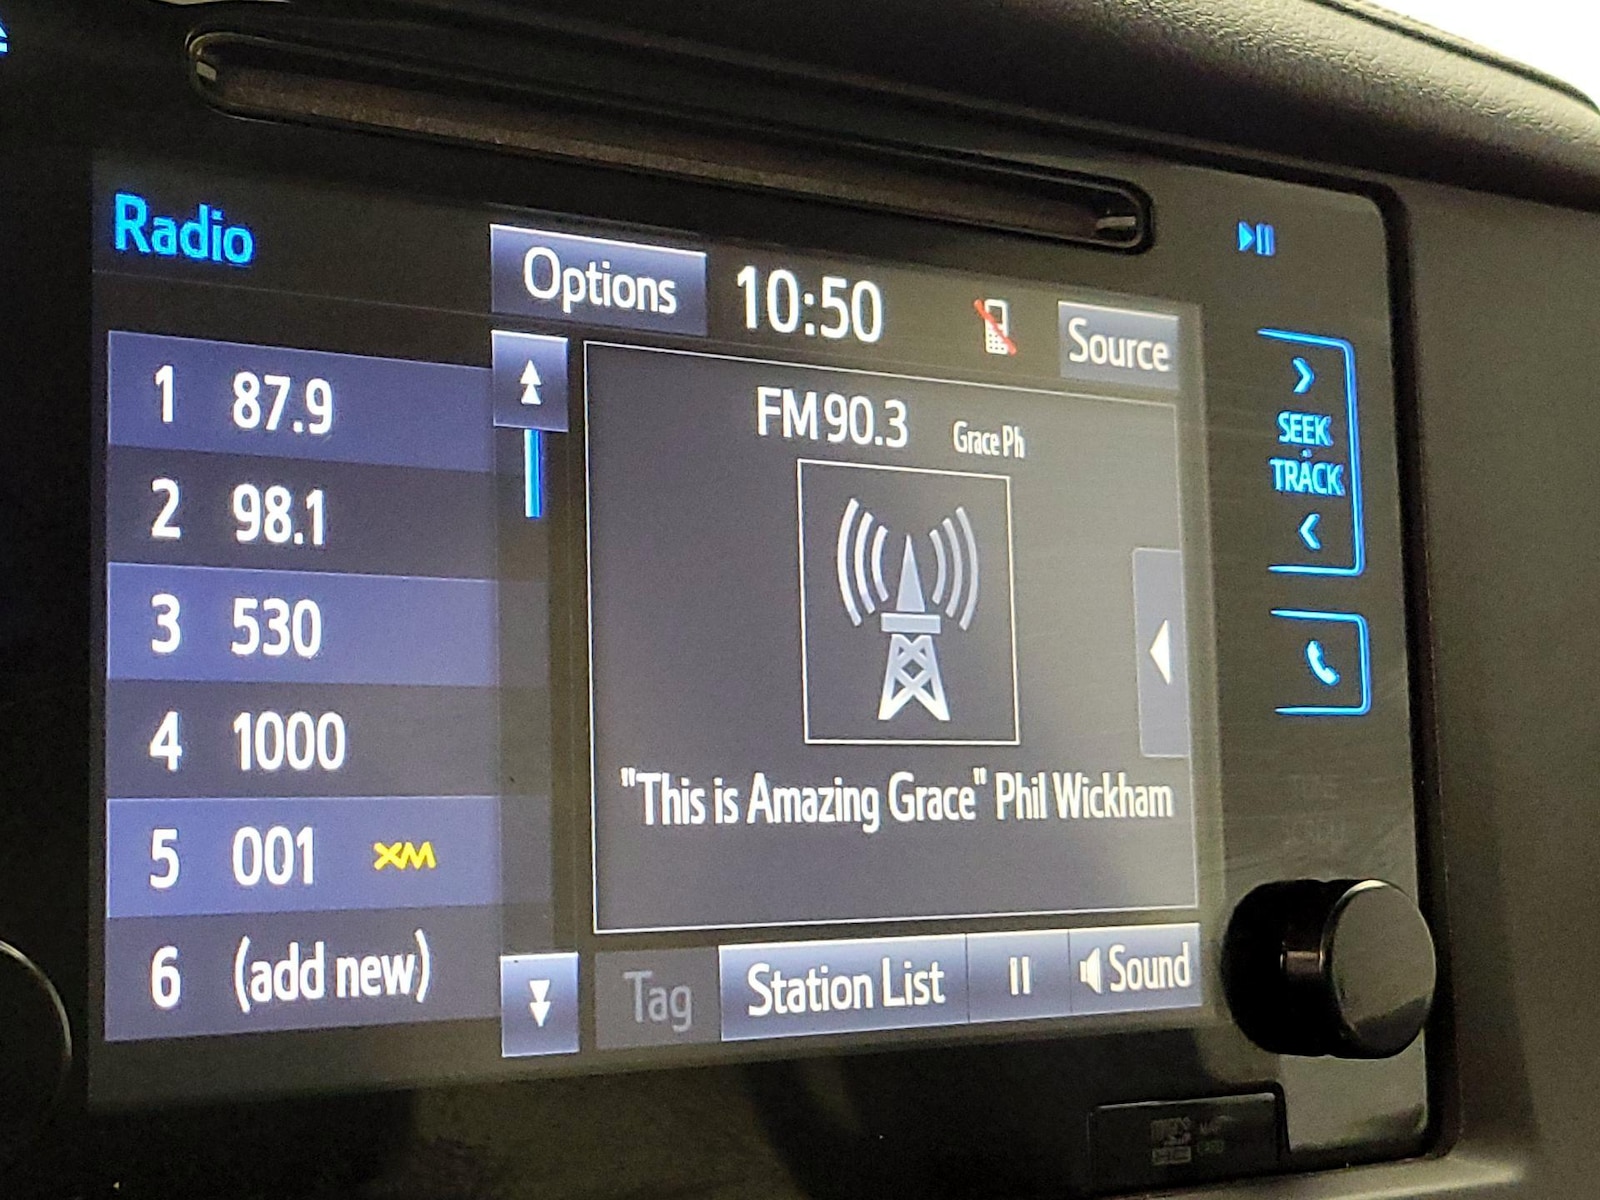 Radio
Options
10:50
Source
1 87.9
2 98.1
3 530
4 1000
5 001 XM
6 (add new)
FM 90.3 Grace Ph
"This is Amazing Grace" Phil Wickham
Tag
Station List
Sound
SEEK
TRACK